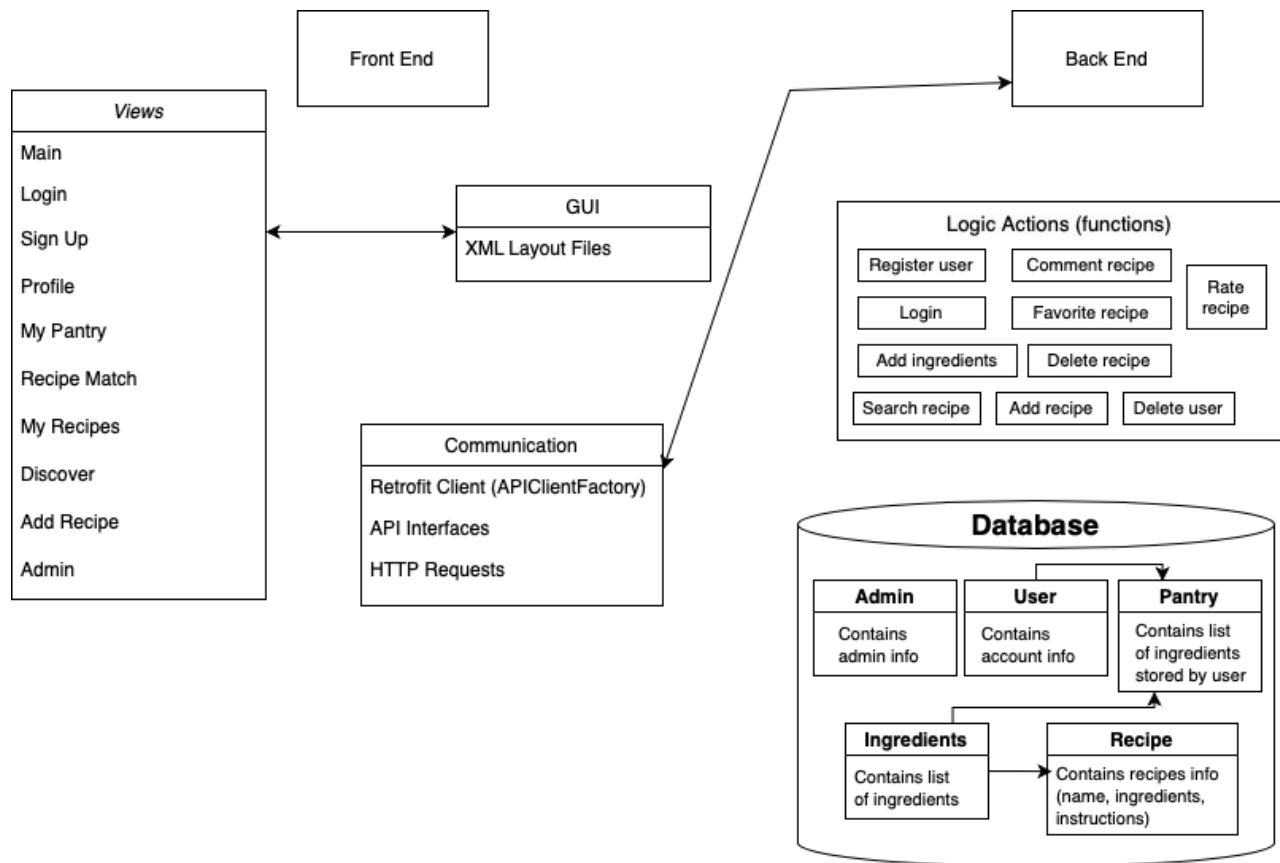 Front End
Back End
Views
Main
Login
Sign Up
Profile
My Pantry
Recipe Match
My Recipes
Discover
Add Recipe
Admin
GUI
XML Layout Files
Communication
Retrofit Client (APIClientFactory)
API Interfaces
HTTP Requests
Logic Actions (functions)
Register user
Comment recipe
Rate
recipe
Login
Favorite recipe
Add ingredients
Delete recipe
Search recipe
Add recipe
Delete user
Database
Admin
Contains
admin info
User
Contains
account info
Pantry
Contains list
of ingredients
stored by user
Ingredients
Contains list
of ingredients
Recipe
Contains recipes info
(name, ingredients,
instructions)